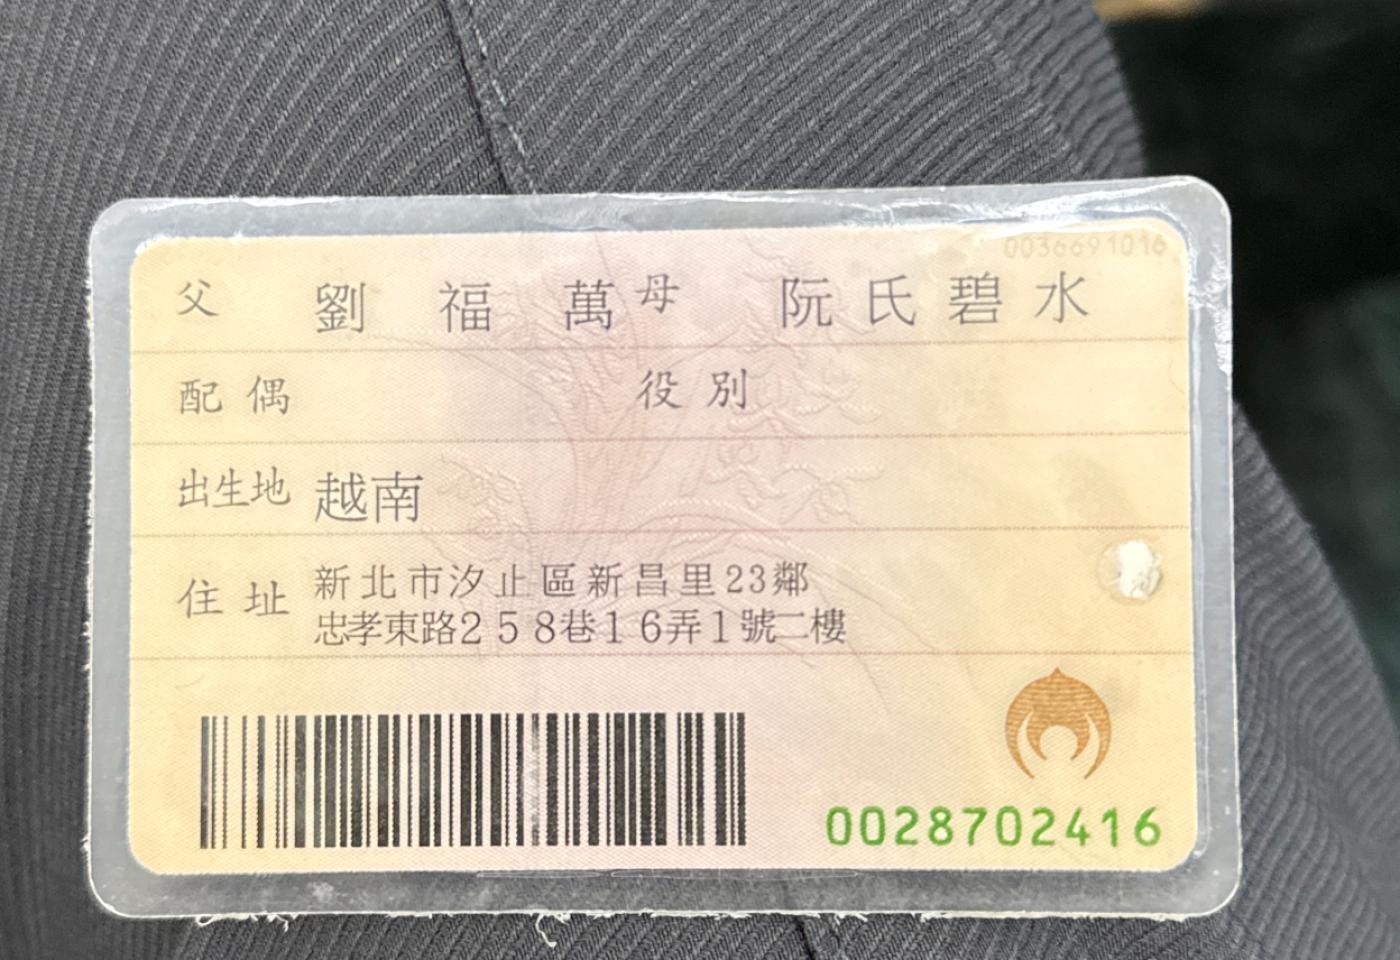 0036691016
父 劉福萬 母 阮氏碧水
配偶 役別
出生地 越南
住址 新北市汐止區新昌里23鄰
忠孝東路258巷16弄1號二樓
0028702416